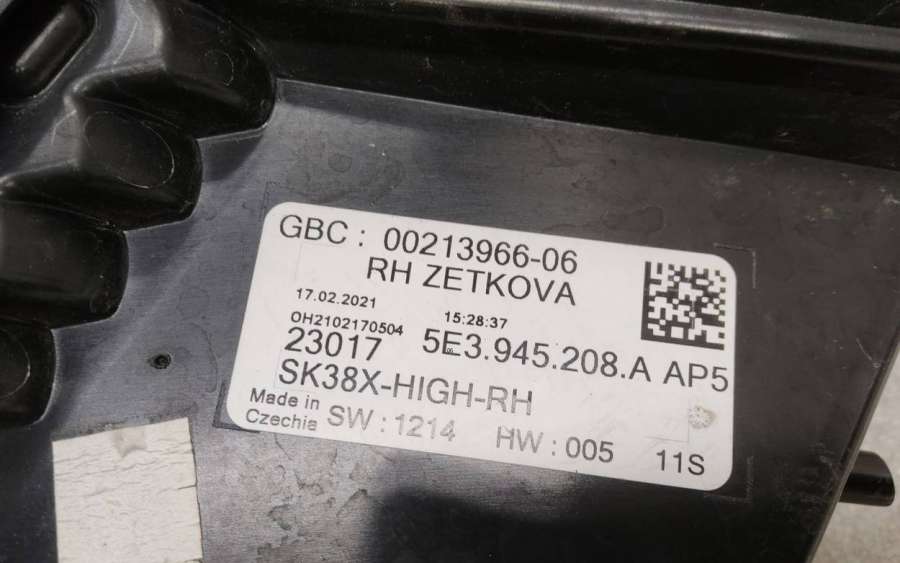 GBC : 00213966-06
RH ZETKOVA
17.02.2021 15:28:37
OH2102170504
23017 5E3.945.208.A AP5
SK38X-HIGH-RH
Made in
Czechia SW : 1214 HW : 005 11S